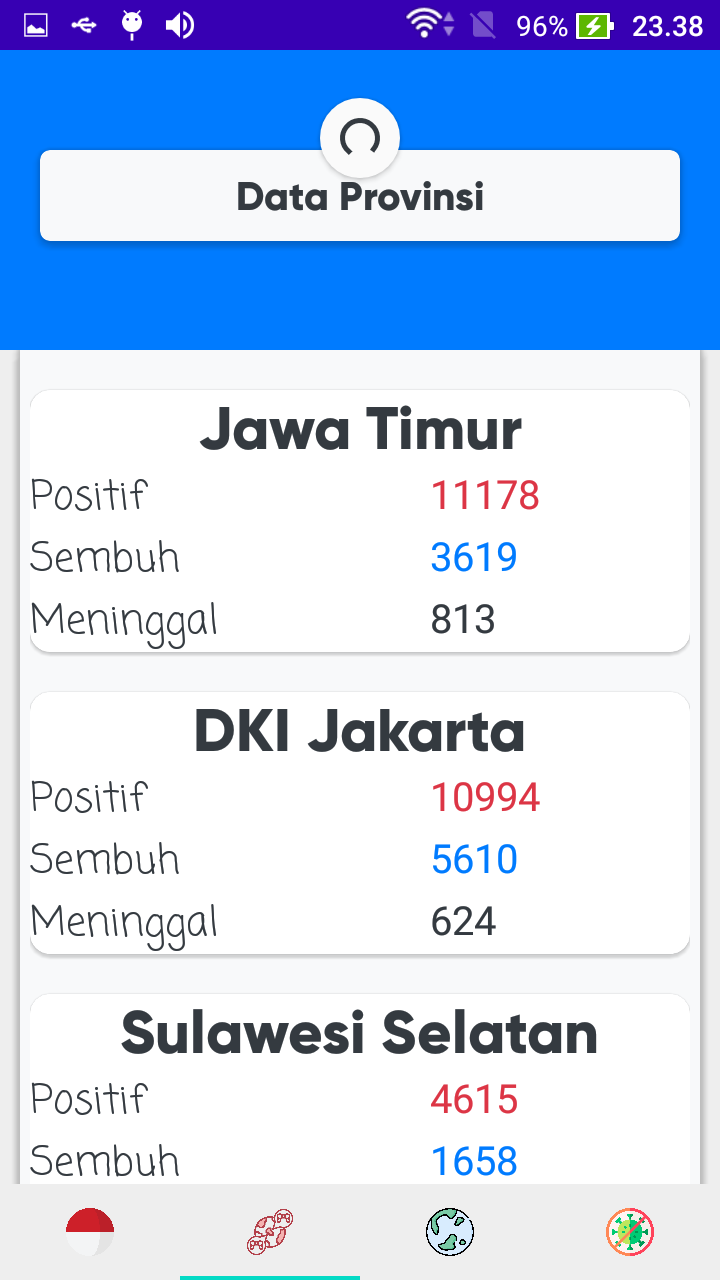 96% 23.38
Data Provinsi
Jawa Timur
Positif 11178
Sembuh 3619
Meninggal 813
DKI Jakarta
Positif 10994
Sembuh 5610
Meninggal 624
Sulawesi Selatan
Positif 4615
Sembuh 1658